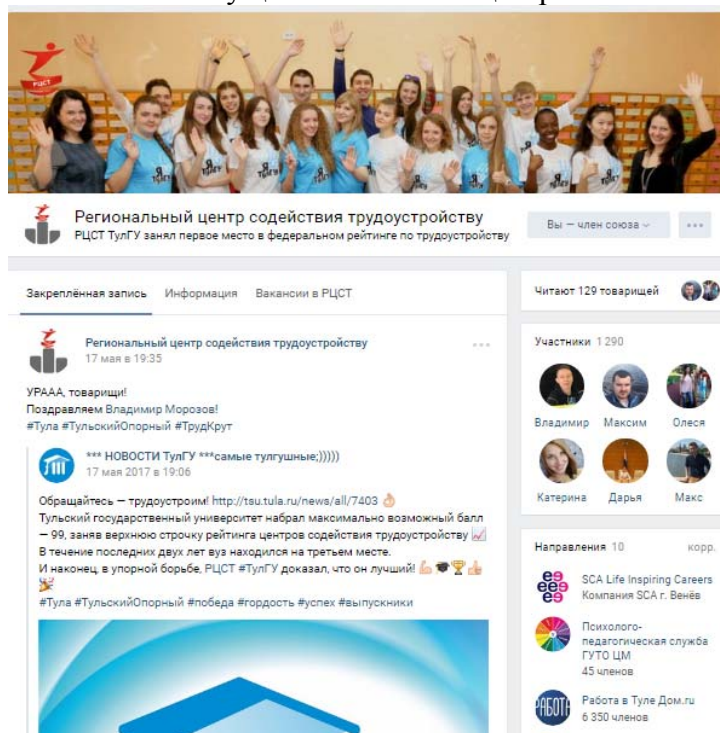 РЦСТ
Региональный центр содействия трудоустройству
РЦСТ ТулГУ занял первое место в федеральном рейтинге по трудоустройству
Вы — член союза
Закреплённая запись Информация Вакансии в РЦСТ
Региональный центр содействия трудоустройству
17 мая в 19:35
УРААА, товарищи!
Поздравляем Владимир Морозов!
#Тула #ТульскийОпорный #ТрудКрут
*** НОВОСТИ ТулГУ ***самые тулгушные;)))))
17 мая 2017 в 19:06
Обращайтесь — трудоустроим! http://tsu.tula.ru/news/all/7403 👌
Тульский государственный университет набрал максимально возможный балл
— 99, заняв верхнюю строчку рейтинга центров содействия трудоустройству 📈
В течение последних двух лет вуз находился на третьем месте.
И наконец, в упорной борьбе, РЦСТ #ТулГУ доказал, что он лучший! 💪🎓🏆👍
🎉
#Тула #ТульскийОпорный #победа #гордость #успех #выпускники
Читают 129 товарищей
Участники 1 290
Владимир Максим Олеся
Катерина Дарья Макс
Направления 10 корр.
SCA Life Inspiring Careers
Компания SCA г. Венёв
Психолого-
педагогическая служба
ГУТО ЦМ
45 членов
РАБОТА
Работа в Туле Дом.ru
6 350 членов